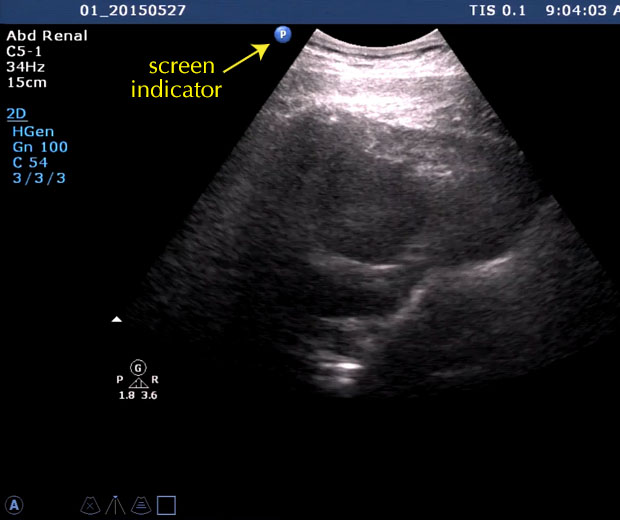 01_20150527
TIS 0.1 9:04:03 A
P
screen
indicator
Abd Renal
C5-1
34Hz
15cm
2D
HGen
Gn 100
C 54
3/3/3
G
P R
1.8 3.6
A